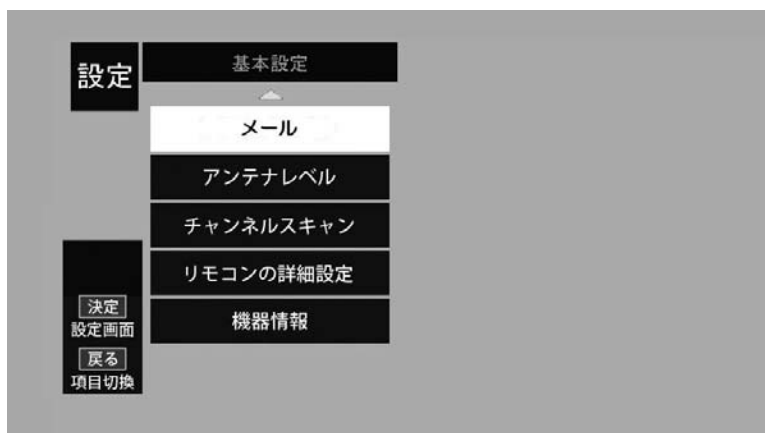 設定
基本設定
メール
アンテナレベル
チャンネルスキャン
リモコンの詳細設定
機器情報
決定
設定画面
戻る
項目切換